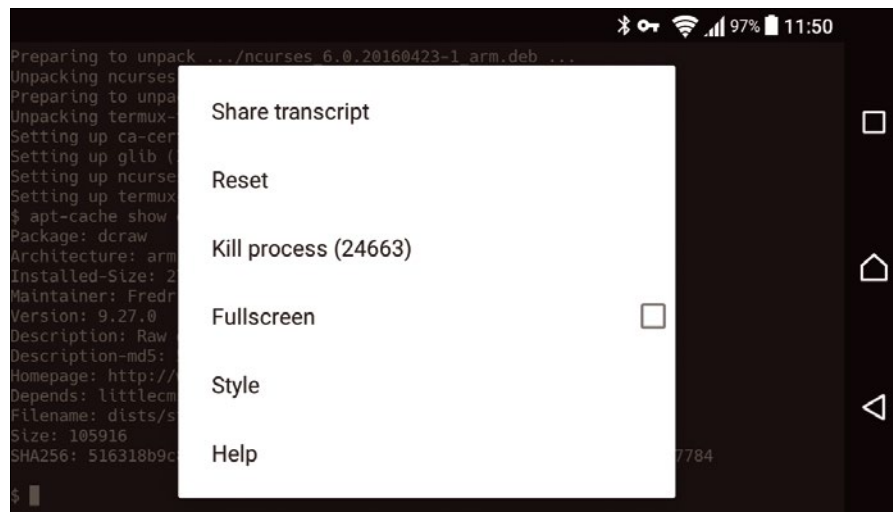 97% 11:50
Preparing to unpack .../ncurses_6.0.20160423-1_arm.deb ...
Unpacking ncurses
Preparing to unpa
Unpacking termux-
Setting up ca-cer
Setting up glib (
Setting up ncurse
Setting up termux
$ apt-cache show
Package: dcraw
Architecture: arm
Installed-Size: 2
Maintainer: Fredr
Version: 9.27.0
Description: Raw
Description-md5:
Homepage: http://
Depends: littlecm
Filename: dists/s
Size: 105916
SHA256: 516318b9c 7784
$
Share transcript
Reset
Kill process (24663)
Fullscreen
Style
Help